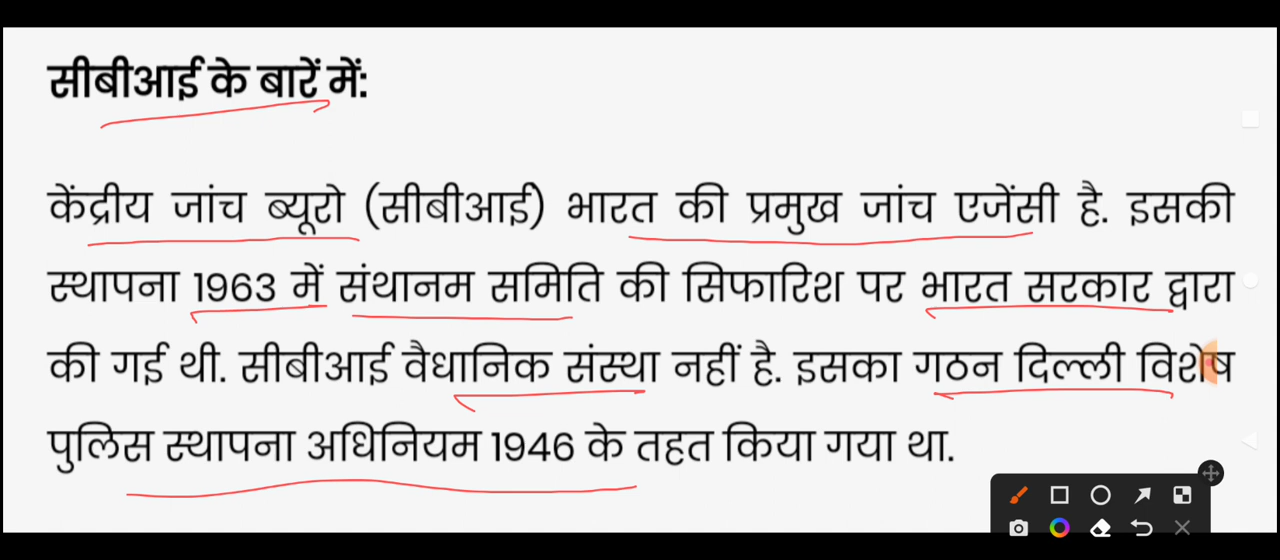 सीबीआई के बारें में:
केंद्रीय जांच ब्यूरो (सीबीआई) भारत की प्रमुख जांच एजेंसी है. इसकी
स्थापना 1963 में संथानम समिति की सिफारिश पर भारत सरकार द्वारा
की गई थी. सीबीआई वैधानिक संस्था नहीं है. इसका गठन दिल्ली विशेष
पुलिस स्थापना अधिनियम 1946 के तहत किया गया था.